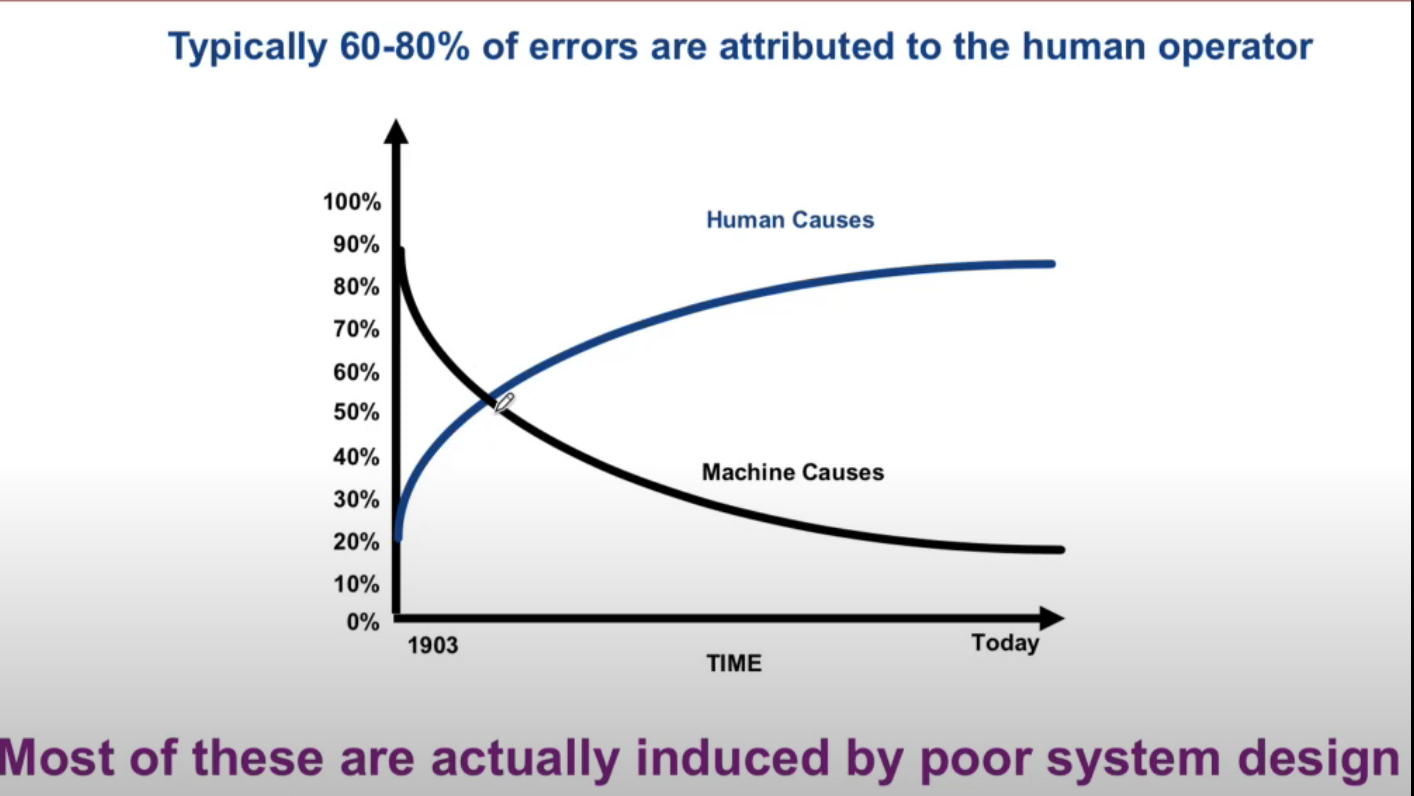 Typically 60-80% of errors are attributed to the human operator
100%
90%
80%
70%
60%
50%
40%
30%
20%
10%
0%
Human Causes
Machine Causes
1903
Today
TIME
Most of these are actually induced by poor system design